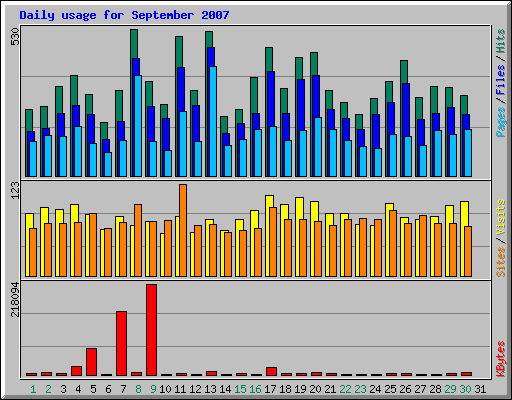 Daily usage for September 2007
530
Pages / Files / Hits
123
Sites / Visits
218094
KBytes
1 2 3 4 5 6 7 8 9 10 11 12 13 14 15 16 17 18 19 20 21 22 23 24 25 26 27 28 29 30 31